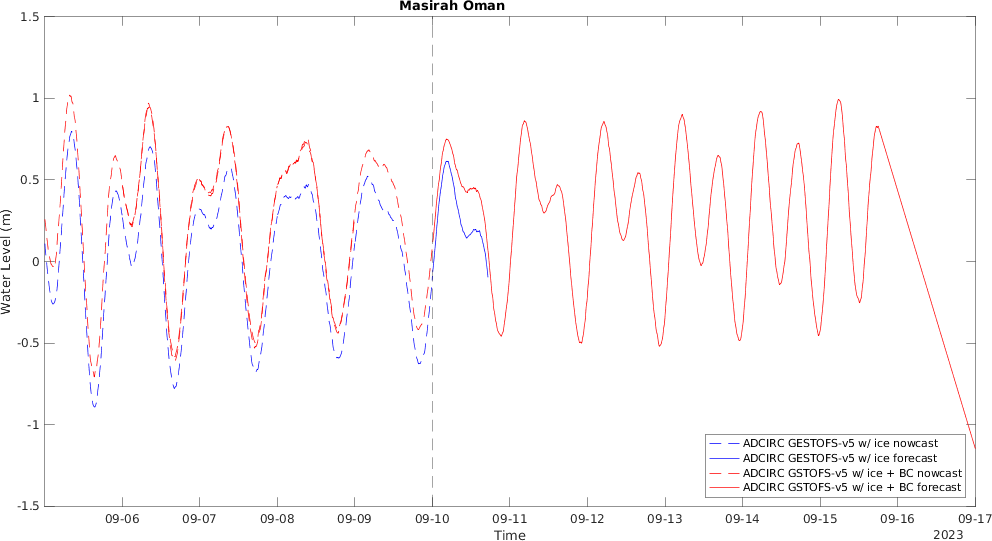 Masirah Oman
1.5
1
0.5
0
-0.5
-1
-1.5
Water Level (m)
09-06 09-07 09-08 09-09 09-10 09-11 09-12 09-13 09-14 09-15 09-16 09-17
Time
2023
ADCIRC GESTOFS-v5 w/ ice nowcast
ADCIRC GESTOFS-v5 w/ ice forecast
ADCIRC GSTOFS-v5 w/ ice + BC nowcast
ADCIRC GSTOFS-v5 w/ ice + BC forecast